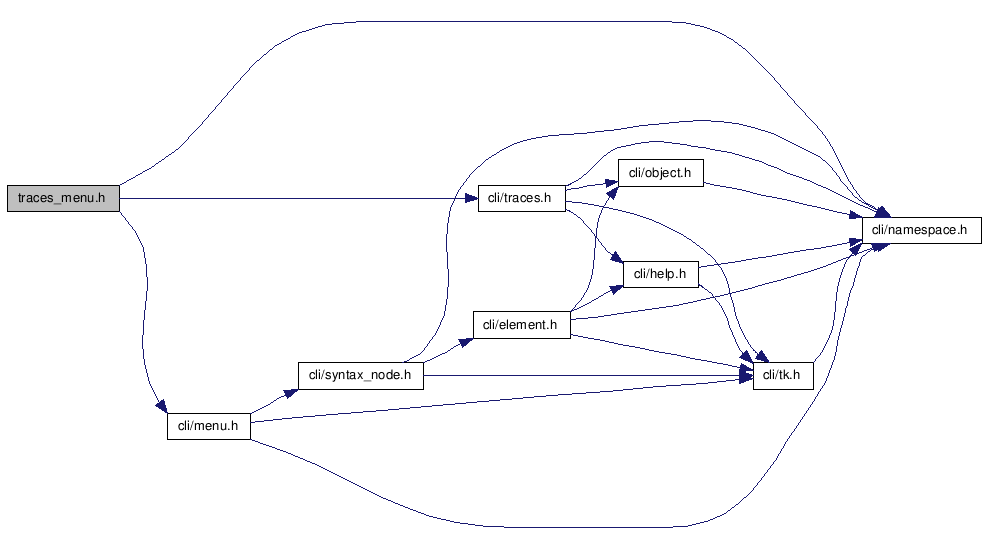 cli/object.h
traces_menu.h
cli/traces.h
cli/namespace.h
cli/help.h
cli/element.h
cli/syntax_node.h
cli/tk.h
cli/menu.h